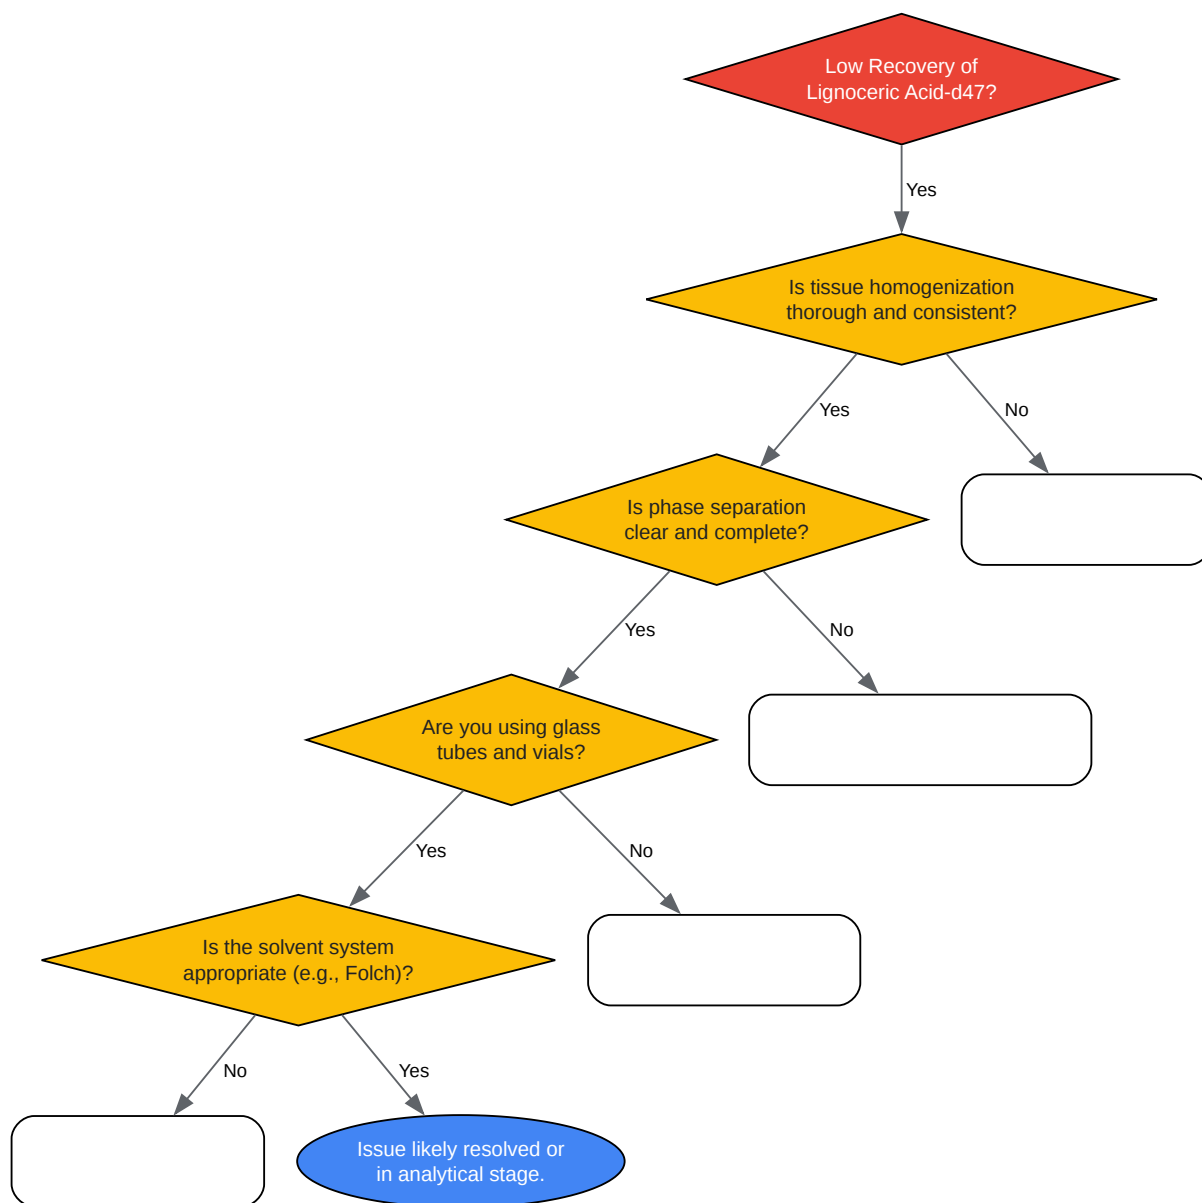 Low Recovery of
Lignoceric Acid-d47?
Yes
Is tissue homogenization
thorough and consistent?
Yes
No
Is phase separation
clear and complete?
Yes
No
Are you using glass
tubes and vials?
Yes
No
Is the solvent system
appropriate (e.g., Folch)?
No
Yes
Issue likely resolved or
in analytical stage.